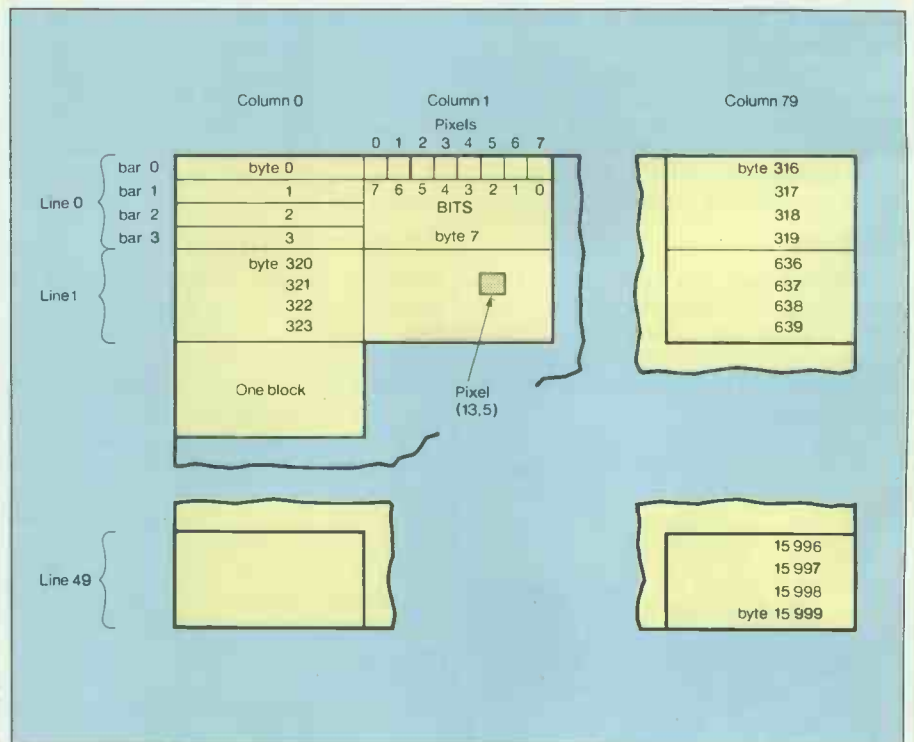 Column 0 Column 1 Column 79
Pixels
0 1 2 3 4 5 6 7
bar 0 byte 0 byte 316
bar 1 1 7 6 5 4 3 2 1 0 317
Line 0
bar 2 2 BITS 318
bar 3 3 byte 7 319
byte 320 636
321 637
Line 1
322 638
323 639
One block
Pixel
(13,5)
15 996
15 997
Line 49
15 998
byte 15 999